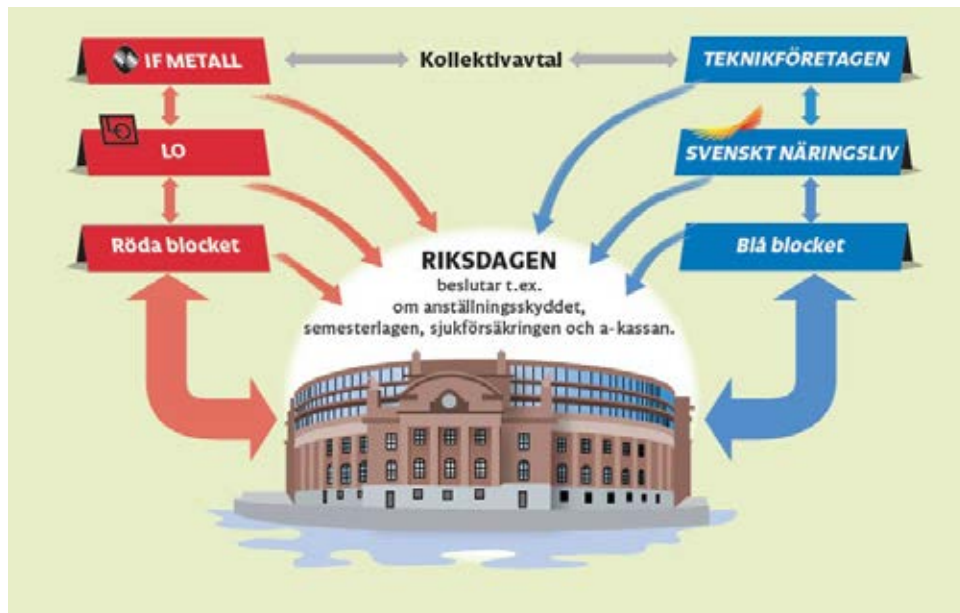 IF METALL
Kollektivavtal
TEKNIKFÖRETAGEN
LO
LO
SVENSKT NÄRINGSLIV
Röda blocket
Blå blocket
RIKSDAGEN
beslutar t.ex.
om anställningsskyddet,
semesterlagen, sjukförsäkringen och a-kassan.